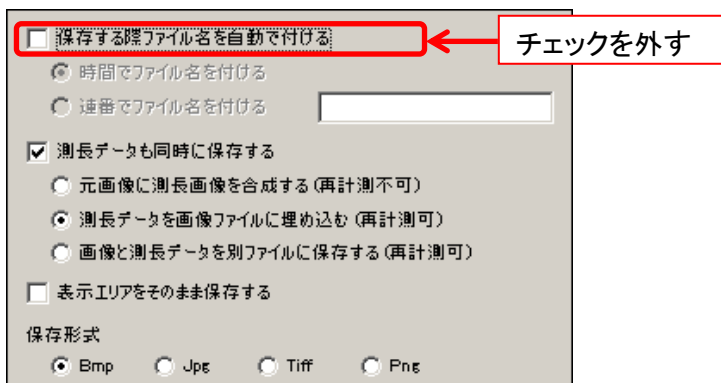 保存する際ファイル名を自動で付ける
チェックを外す
時間でファイル名を付ける
連番でファイル名を付ける
測長データも同時に保存する
元画像に測長画像を合成する(再計測不可)
測長データを画像ファイルに埋め込む(再計測可)
画像と測長データを別ファイルに保存する(再計測可)
表示エリアをそのまま保存する
保存形式
Bmp Jpg Tiff Png